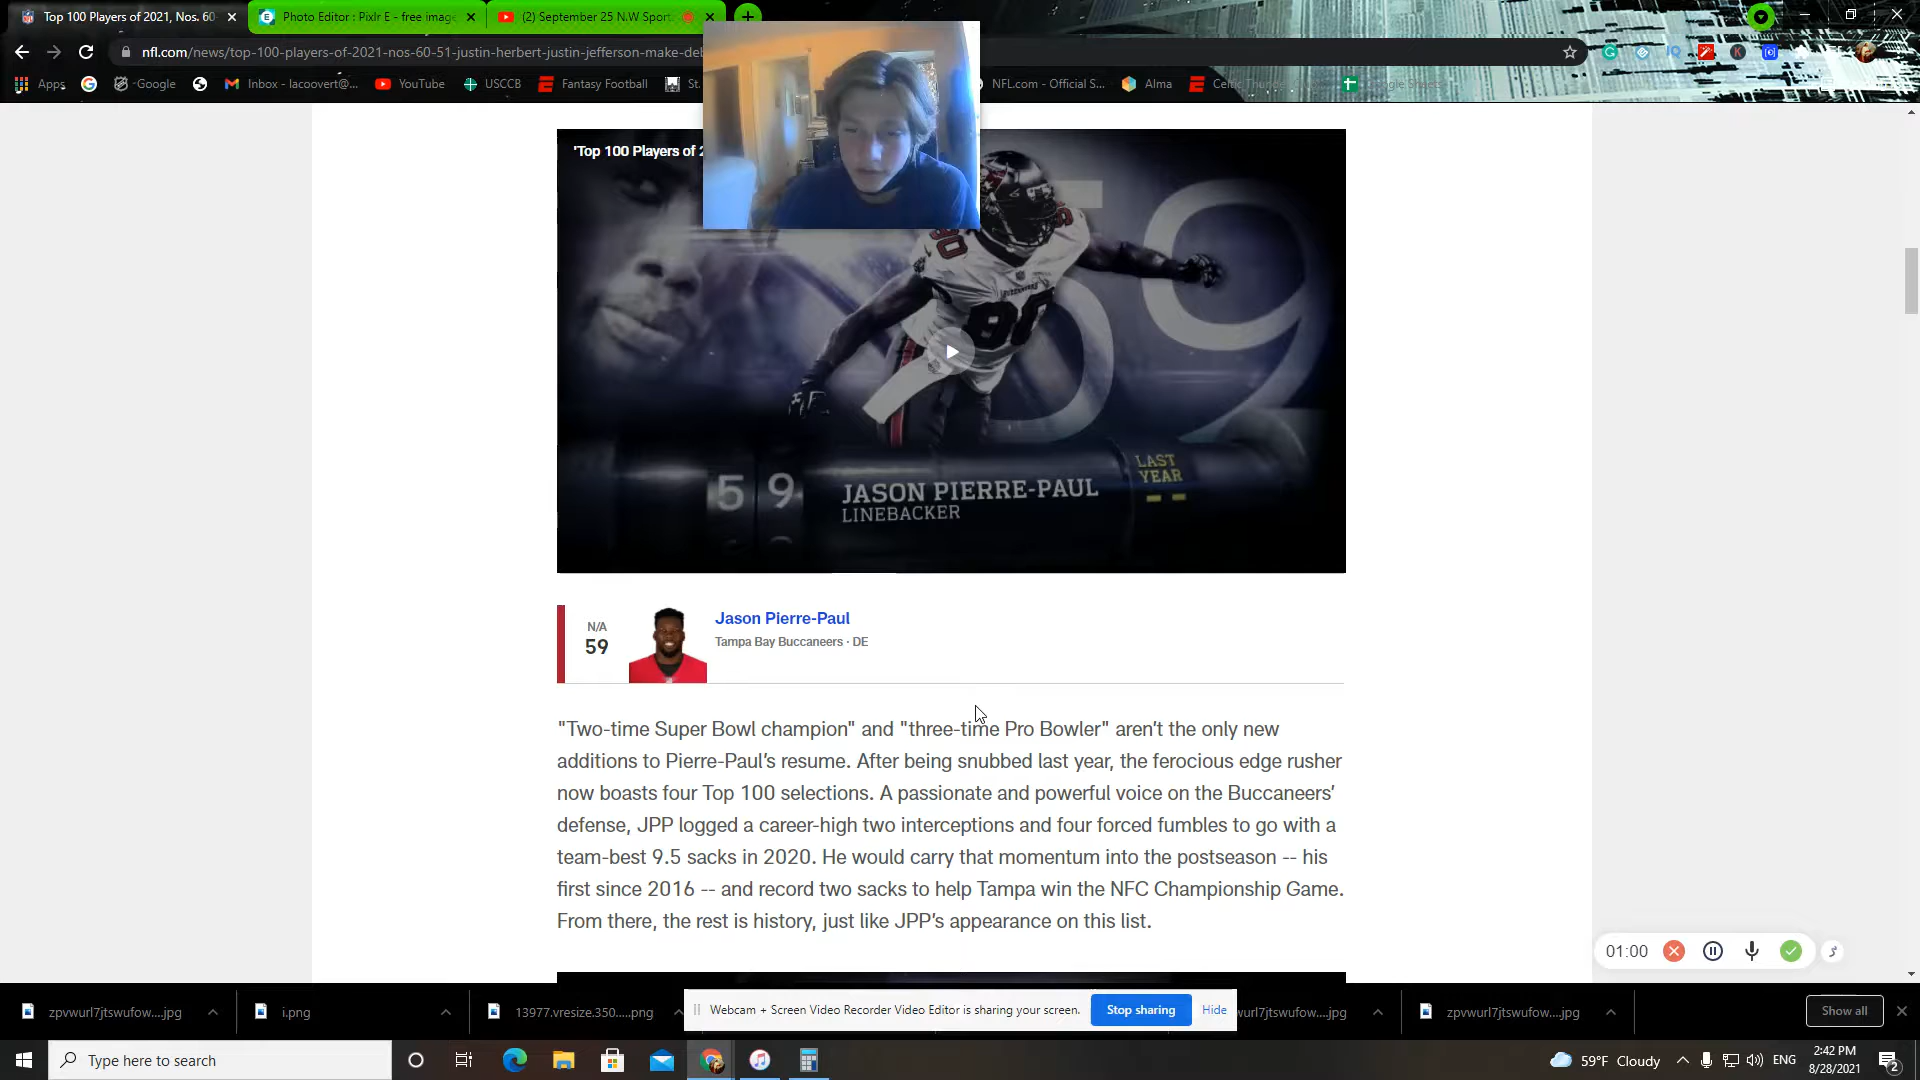 Top 100 Players of 2021, Nos. 60-
Photo Editor : Pixlr E - free image
(2) September 25 N.W Sport
nfl.com/news/top-100-players-of-2021-nos-60-51-justin-herbert-justin-jefferson-make-deb
Apps
-Google
Inbox - lacoovert@...
YouTube
USCCB
Fantasy Football
St.
NFL.com - Official S...
Alma
'Top 100 Players of 2
59
90
90
59
JASON PIERRE-PAUL
LINEBACKER
LAST
YEAR
--
N/A
59
Jason Pierre-Paul
Tampa Bay Buccaneers · DE
"Two-time Super Bowl champion" and "three-time Pro Bowler" aren't the only new
additions to Pierre-Paul's resume. After being snubbed last year, the ferocious edge rusher
now boasts four Top 100 selections. A passionate and powerful voice on the Buccaneers'
defense, JPP logged a career-high two interceptions and four forced fumbles to go with a
team-best 9.5 sacks in 2020. He would carry that momentum into the postseason -- his
first since 2016 -- and record two sacks to help Tampa win the NFC Championship Game.
From there, the rest is history, just like JPP's appearance on this list.
01:00
zpvwurl7jtswufow....jpg
i.png
13977.vresize.350.....png
Webcam + Screen Video Recorder Video Editor is sharing your screen.
Stop sharing
Hide
wurl7jtswufow....jpg
zpvwurl7jtswufow....jpg
Show all
Type here to search
59°F Cloudy
ENG
2:42 PM
8/28/2021
2